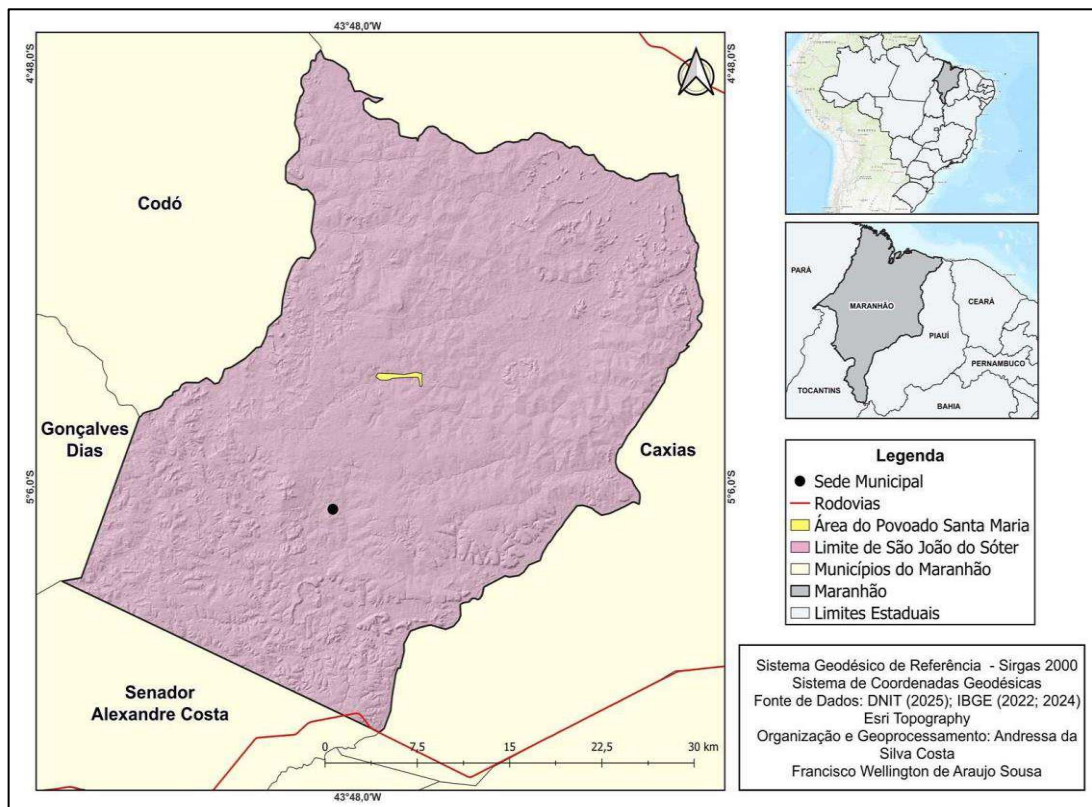 43°48,0'W
4°48,0'S
4°48,0'S
Codó
Gonçalves
Dias
Caxias
5°6,0'S
5°6,0'S
Senador
Alexandre Costa
0 7,5 15 22,5 30 km
43°48,0'W
PARÁ
MARANHÃO
CEARÁ
PIAUÍ
PERNAMBUCO
TOCANTINS
BAHIA
Legenda
Sede Municipal
Rodovias
Área do Povoado Santa Maria
Limite de São João do Sóter
Municípios do Maranhão
Maranhão
Limites Estaduais
Sistema Geodésico de Referência - Sirgas 2000
Sistema de Coordenadas Geodésicas
Fonte de Dados: DNIT (2025); IBGE (2022; 2024)
Esri Topography
Organização e Geoprocessamento: Andressa da
Silva Costa
Francisco Wellington de Araujo Sousa